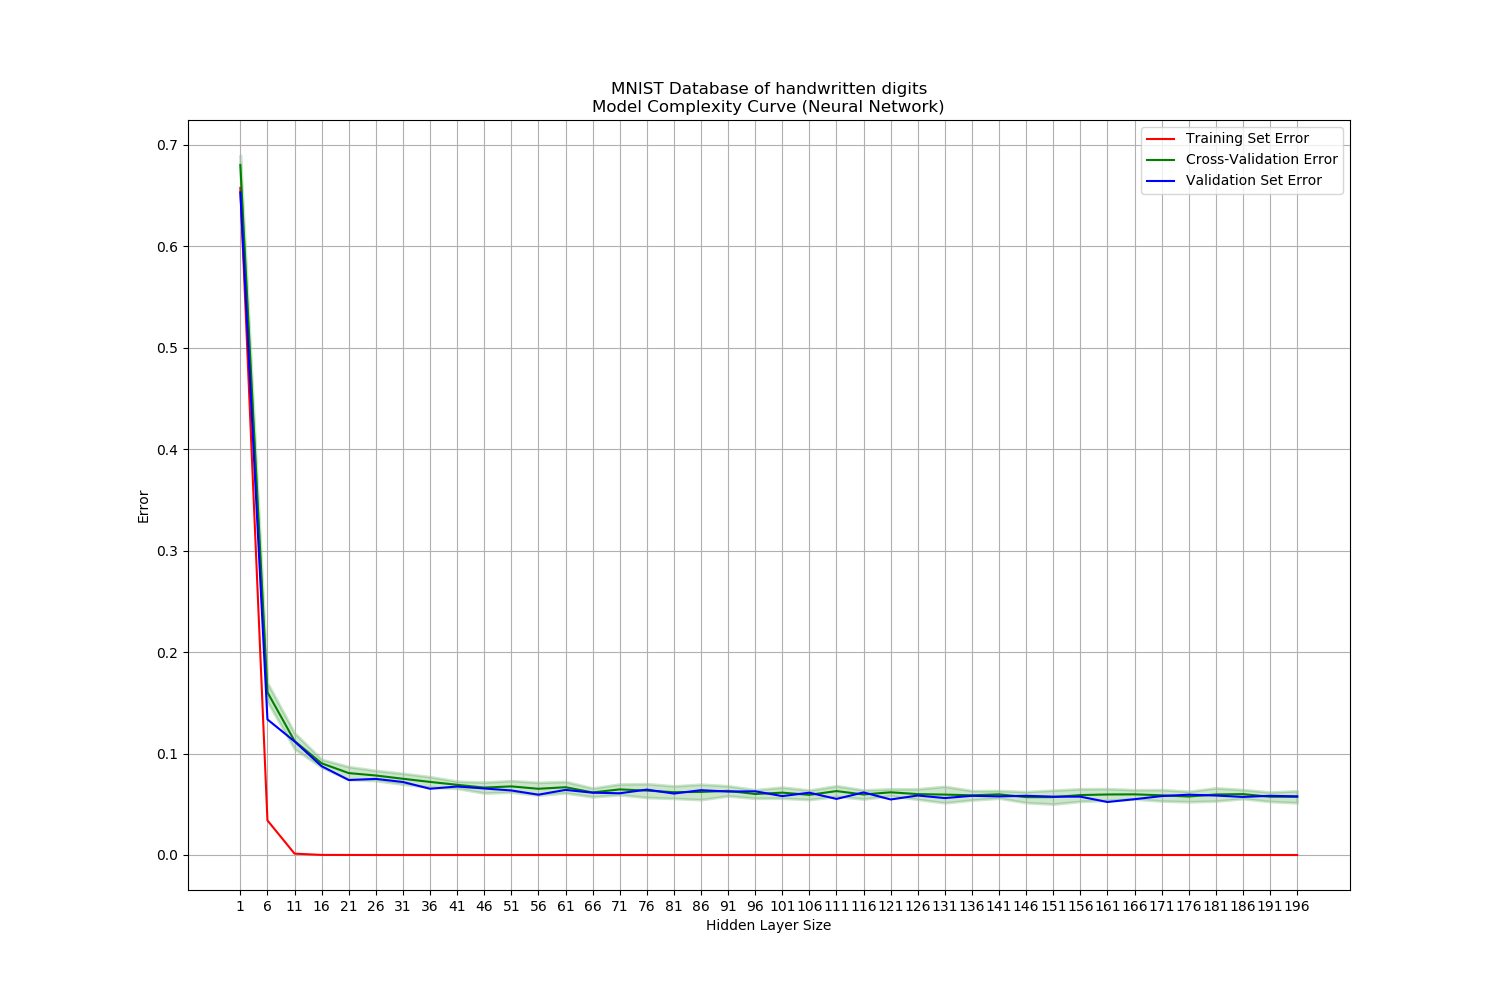 MNIST Database of handwritten digits
Model Complexity Curve (Neural Network)
Training Set Error
Cross-Validation Error
Validation Set Error
0.7
0.6
0.5
0.4
0.3
0.2
0.1
0.0
Error
1 6 11 16 21 26 31 36 41 46 51 56 61 66 71 76 81 86 91 96 101 106 111 116 121 126 131 136 141 146 151 156 161 166 171 176 181 186 191 196
Hidden Layer Size